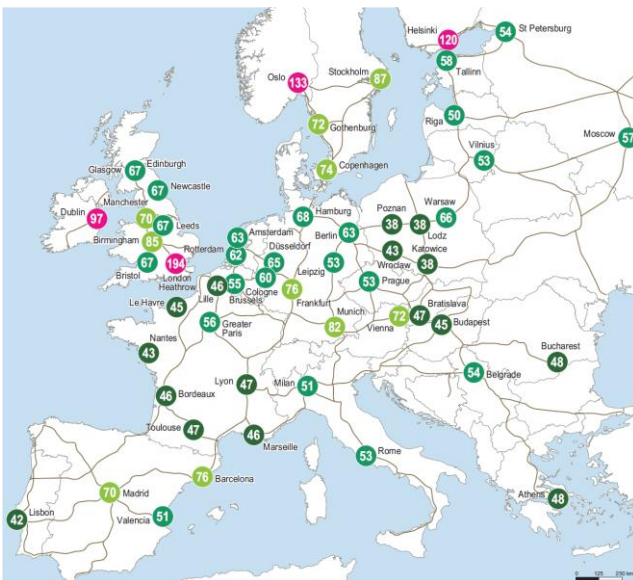 Helsinki
120
54
St Petersburg
58
Tallinn
Oslo
133
Stockholm
87
72
Gothenburg
Riga
50
Moscow
57
Vilnius
53
74
Copenhagen
Edinburgh
Glasgow
67
67
Newcastle
Manchester
Dublin
97
70
67
Leeds
Birmingham
85
Bristol
67
London
Heathrow
194
68
Hamburg
Amsterdam
63
Rotterdam
62
Berlin
63
Poznan
38
38
Lodz
Warsaw
66
Düsseldorf
65
60
Cologne
Leipzig
53
43
Wroclaw
Katowice
38
Lille
46
55
Brussels
76
Frankfurt
53
Prague
Le Havre
45
56
Greater
Paris
Munich
82
Vienna
72
Bratislava
47
45
Budapest
Nantes
43
Bucharest
48
54
Belgrade
46
Bordeaux
Lyon
47
Milan
51
Toulouse
47
46
Marseille
53
Rome
76
Barcelona
70
Madrid
42
Lisbon
Valencia
51
Athens
48
0 125 250 km